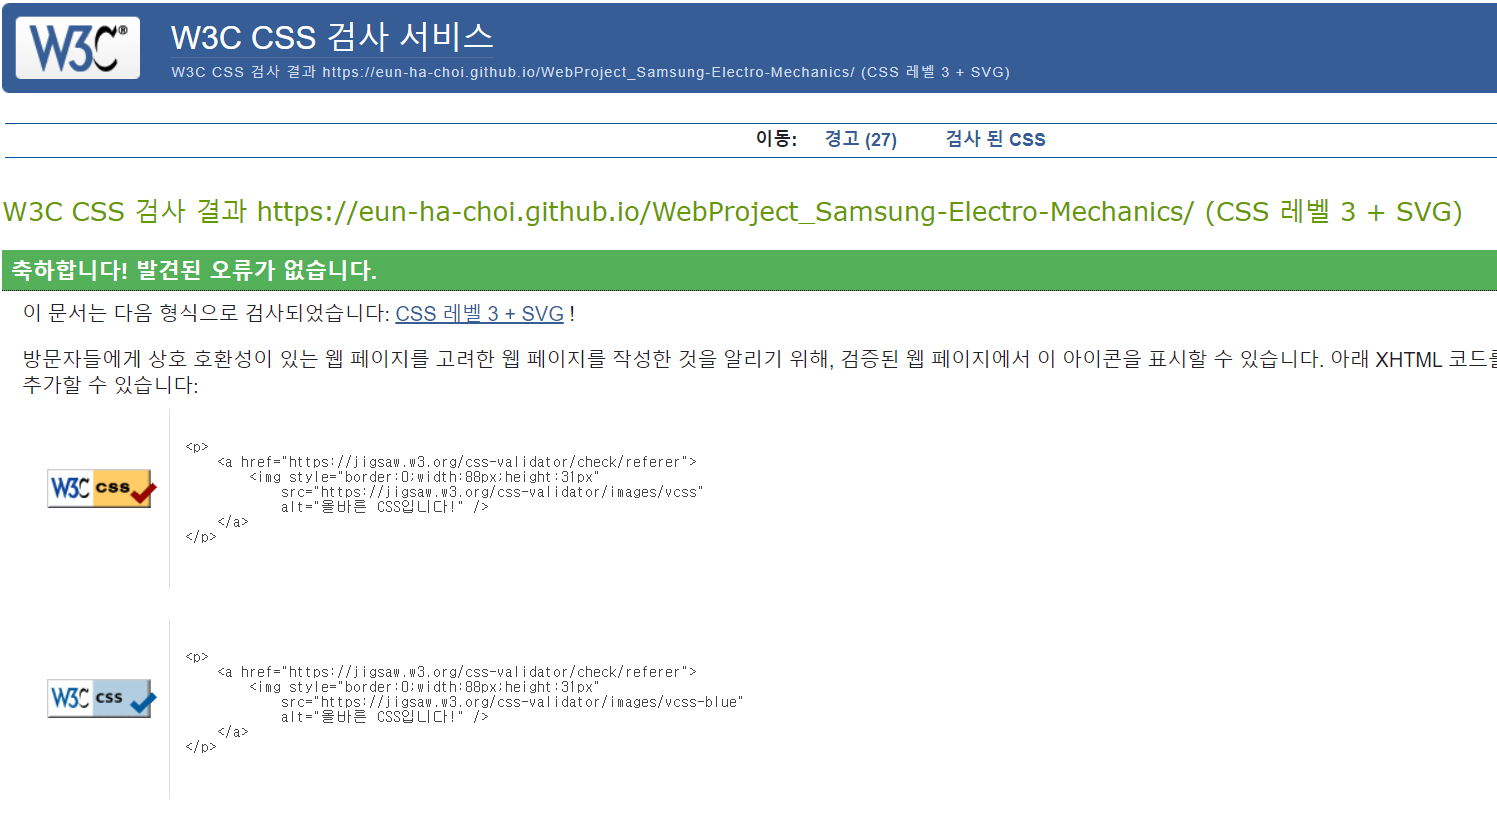 W3C® W3C CSS 검사 서비스
W3C CSS 검사 결과 https://eun-ha-choi.github.io/WebProject_Samsung-Electro-Mechanics/ (CSS 레벨 3 + SVG)
이동: 경고 (27) 검사 된 CSS
W3C CSS 검사 결과 https://eun-ha-choi.github.io/WebProject_Samsung-Electro-Mechanics/ (CSS 레벨 3 + SVG)
축하합니다! 발견된 오류가 없습니다.
이 문서는 다음 형식으로 검사되었습니다: CSS 레벨 3 + SVG !
방문자들에게 상호 호환성이 있는 웹 페이지를 고려한 웹 페이지를 작성한 것을 알리기 위해, 검증된 웹 페이지에서 이 아이콘을 표시할 수 있습니다. 아래 XHTML 코드를
추가할 수 있습니다:
<p>
<a href="https://jigsaw.w3.org/css-validator/check/referer">
<img style="border:0;width:88px;height:31px"
W3C css
src="https://jigsaw.w3.org/css-validator/images/vcss"
alt="올바른 CSS입니다!" />
</a>
</p>
<p>
<a href="https://jigsaw.w3.org/css-validator/check/referer">
<img style="border:0;width:88px;height:31px"
W3C css
src="https://jigsaw.w3.org/css-validator/images/vcss-blue"
alt="올바른 CSS입니다!" />
</a>
</p>